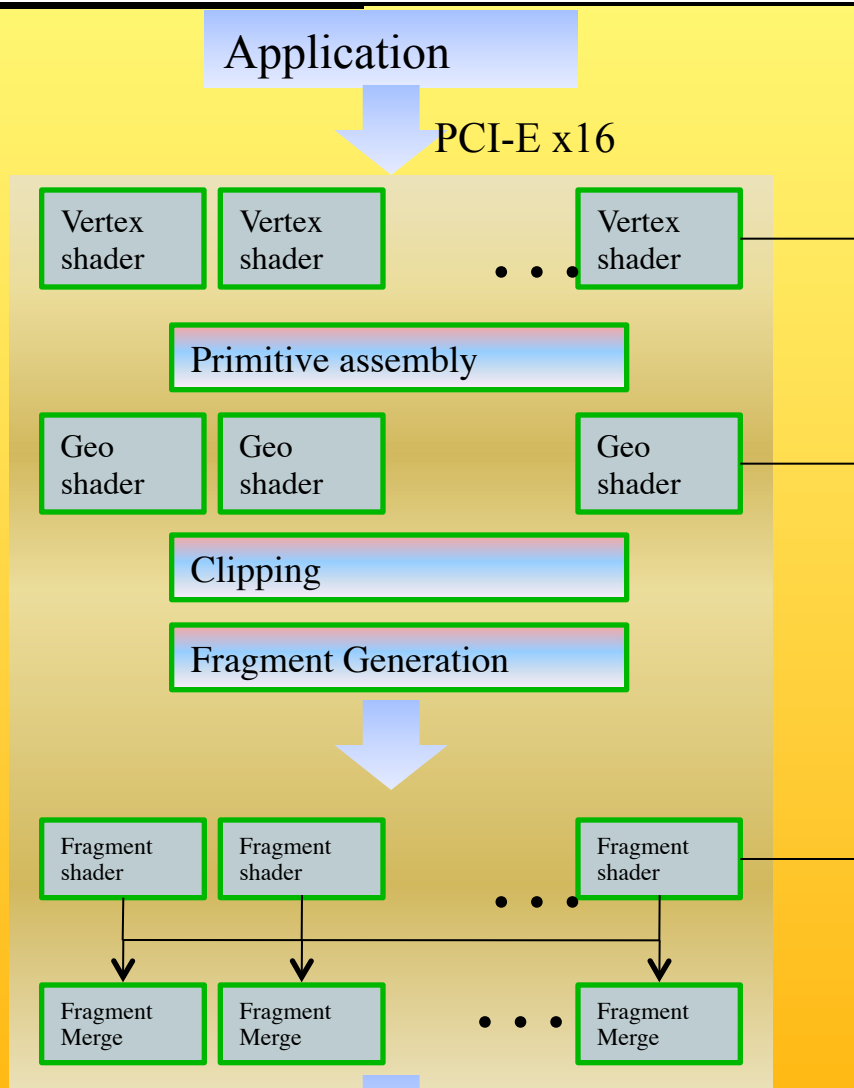 Application
PCI-E x16
Vertex
shader
Vertex
shader
. . .
Vertex
shader
Primitive assembly
Geo
shader
Geo
shader
Geo
shader
Clipping
Fragment Generation
Fragment
shader
Fragment
shader
. . .
Fragment
shader
Fragment
Merge
Fragment
Merge
. . .
Fragment
Merge